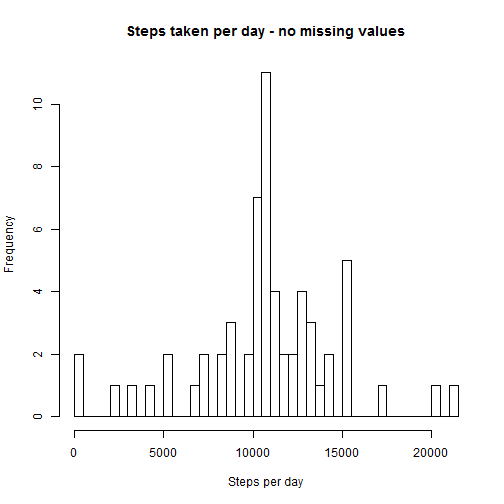 Steps taken per day - no missing values
Frequency
10
8
6
4
2
0
0 5000 10000 15000 20000
Steps per day